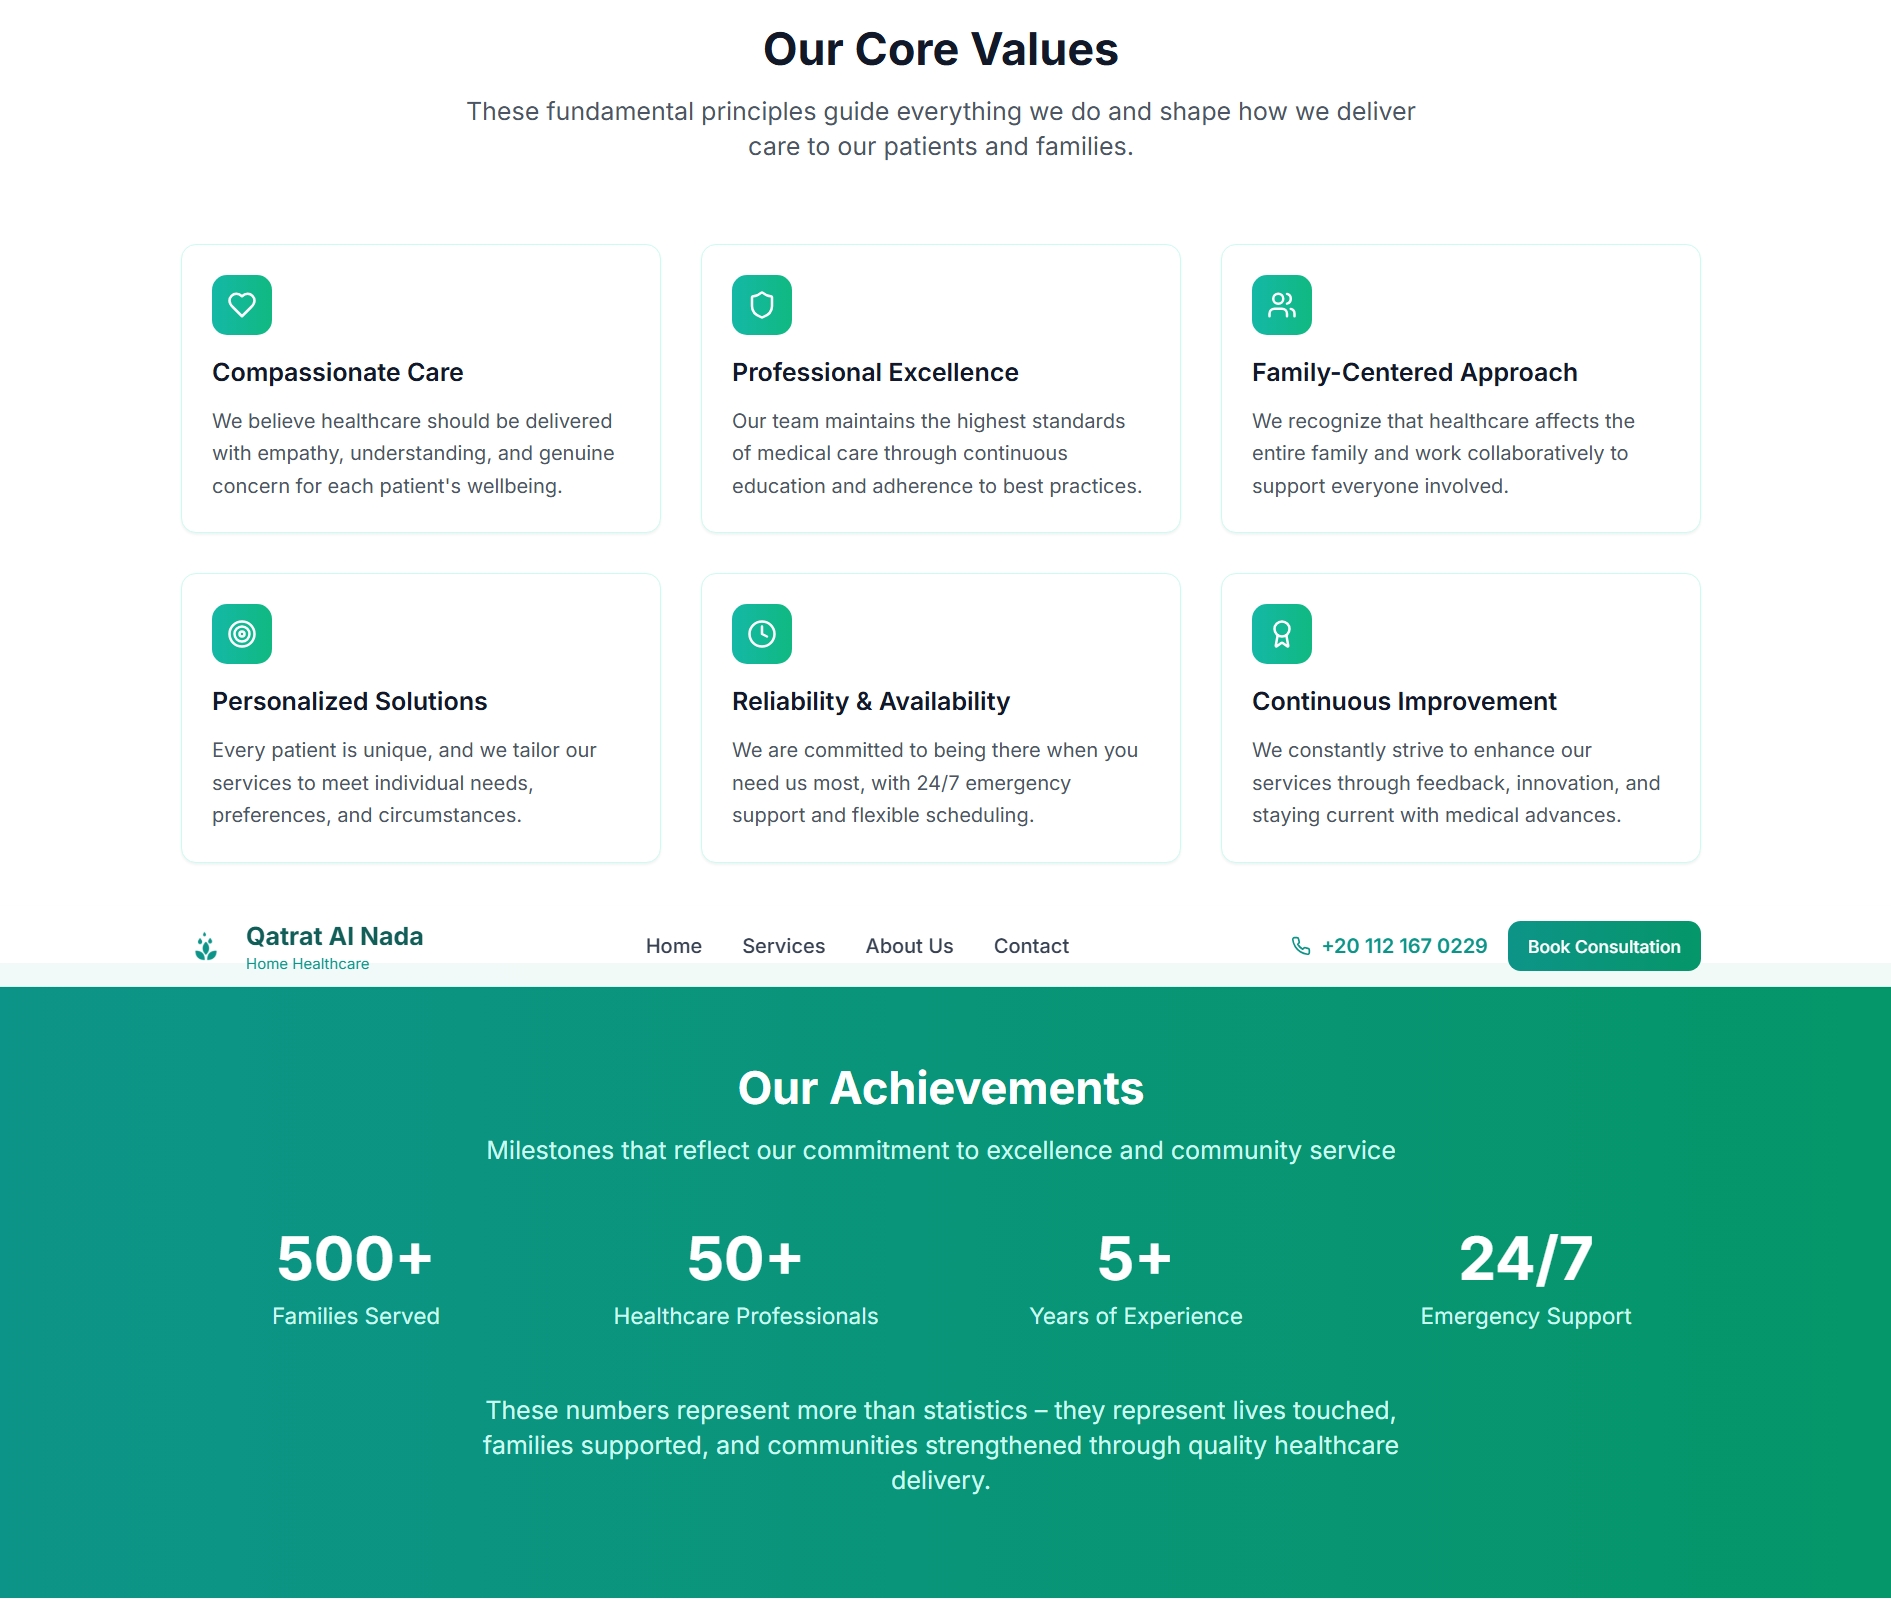 Our Core Values
These fundamental principles guide everything we do and shape how we deliver
care to our patients and families.
Compassionate Care
We believe healthcare should be delivered
with empathy, understanding, and genuine
concern for each patient's wellbeing.
Professional Excellence
Our team maintains the highest standards
of medical care through continuous
education and adherence to best practices.
Family-Centered Approach
We recognize that healthcare affects the
entire family and work collaboratively to
support everyone involved.
Personalized Solutions
Every patient is unique, and we tailor our
services to meet individual needs,
preferences, and circumstances.
Reliability & Availability
We are committed to being there when you
need us most, with 24/7 emergency
support and flexible scheduling.
Continuous Improvement
We constantly strive to enhance our
services through feedback, innovation, and
staying current with medical advances.
Qatrat Al Nada
Home Healthcare
Home
Services
About Us
Contact
+20 112 167 0229
Book Consultation
Our Achievements
Milestones that reflect our commitment to excellence and community service
500+
Families Served
50+
Healthcare Professionals
5+
Years of Experience
24/7
Emergency Support
These numbers represent more than statistics – they represent lives touched,
families supported, and communities strengthened through quality healthcare
delivery.